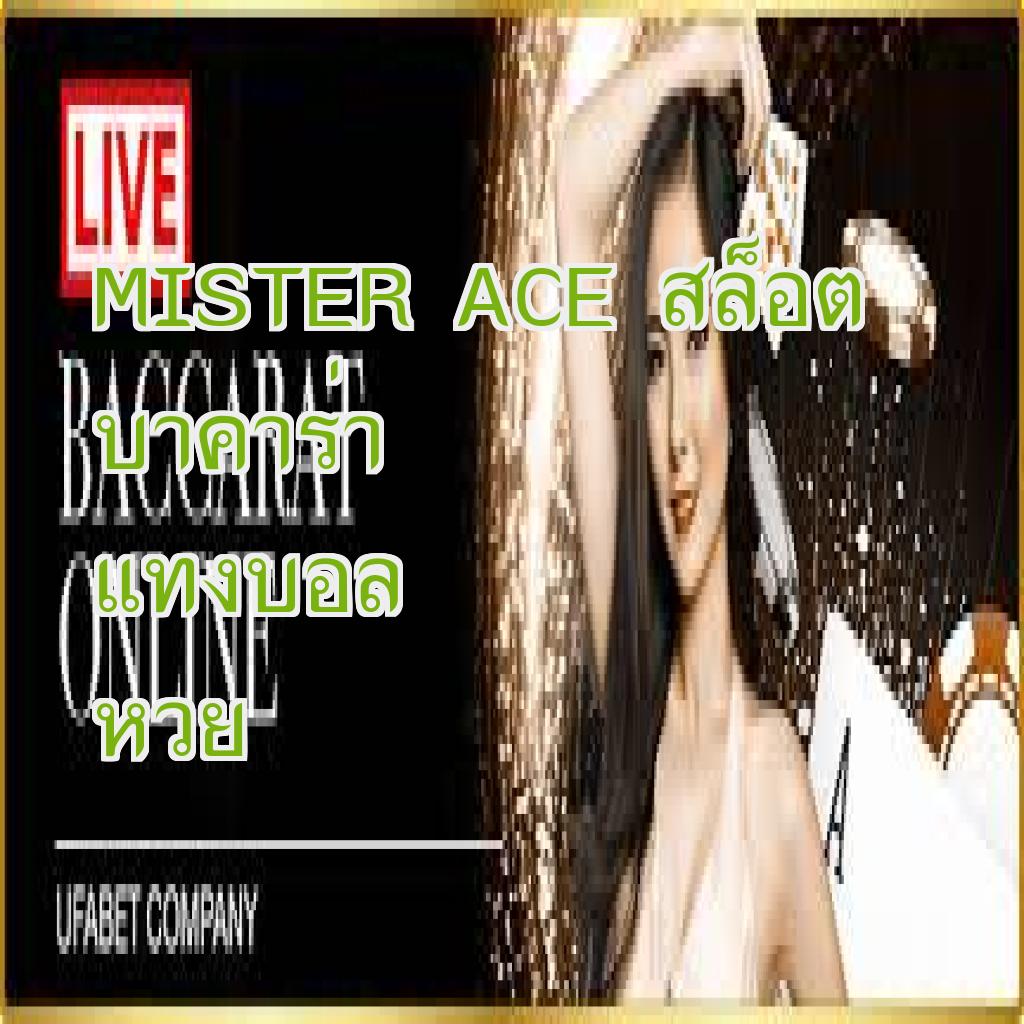 LIVE
MISTER ACE สล็อต
BACCARAT
บาคาร่า
แทงบอล
ONLINE
หวย
UFABET COMPANY
A